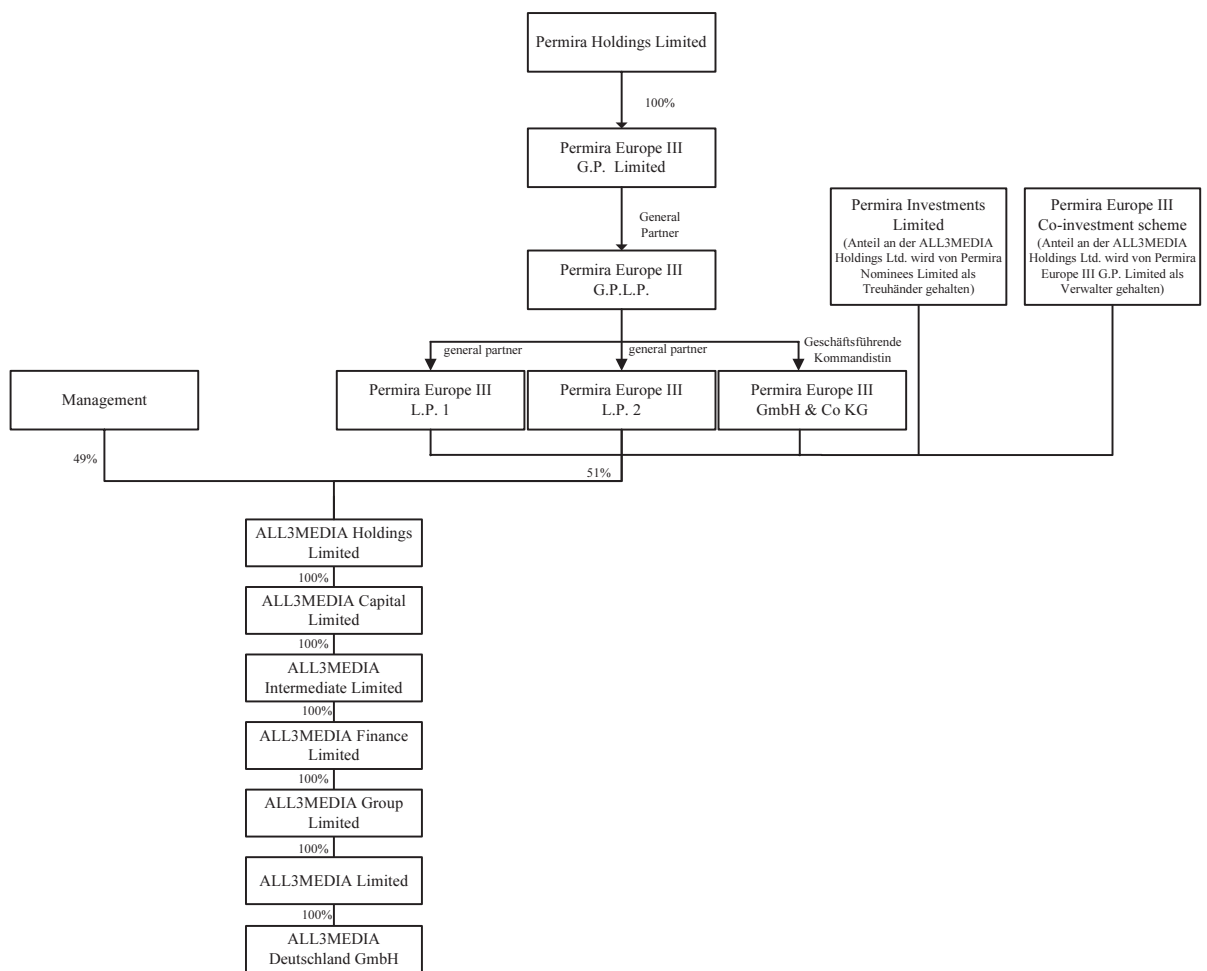 Permira Holdings Limited
100%
Permira Europe III
G.P. Limited
General
Partner
Permira Europe III
G.P.L.P.
Permira Investments
Limited
(Anteil an der ALL3MEDIA
Holdings Ltd. wird von Permira
Nominees Limited als
Treuhänder gehalten)
Permira Europe III
Co-investment scheme
(Anteil an der ALL3MEDIA
Holdings Ltd. wird von Permira
Europe III G.P. Limited als
Verwalter gehalten)
general partner
general partner
Geschäftsführende
Kommandistin
Management
Permira Europe III
L.P. 1
Permira Europe III
L.P. 2
Permira Europe III
GmbH & Co KG
49%
51%
ALL3MEDIA Holdings
Limited
100%
ALL3MEDIA Capital
Limited
100%
ALL3MEDIA
Intermediate Limited
100%
ALL3MEDIA Finance
Limited
100%
ALL3MEDIA Group
Limited
100%
ALL3MEDIA Limited
100%
ALL3MEDIA
Deutschland GmbH